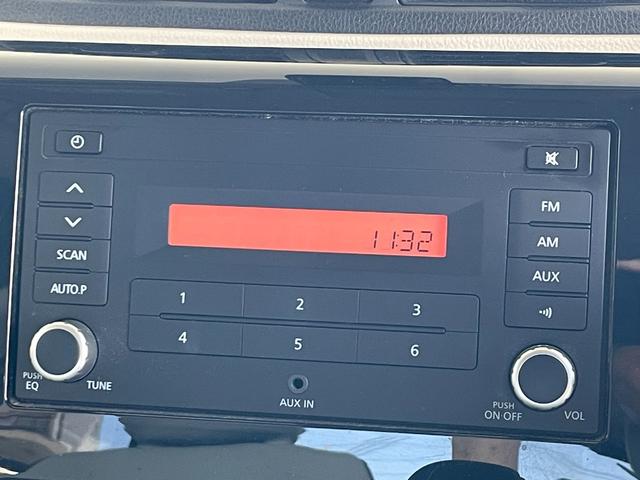 11:32
FM
AM
SCAN
AUX
AUTO.P
1 2 3
4 5 6
PUSH
EQ TUNE
AUX IN
PUSH
ON·OFF VOL